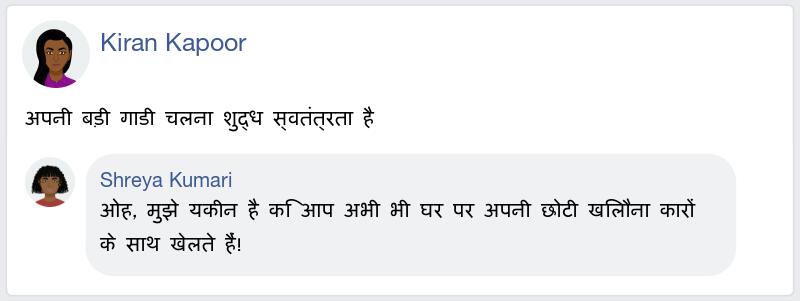 Kiran Kapoor
अपनी बड़ी गाडी चलना शुद्ध स्वतंत्रता है
Shreya Kumari
ओह, मुझे यकीन है कि आप अभी भी घर पर अपनी छोटी खिलौना कारों
के साथ खेलते हैं!